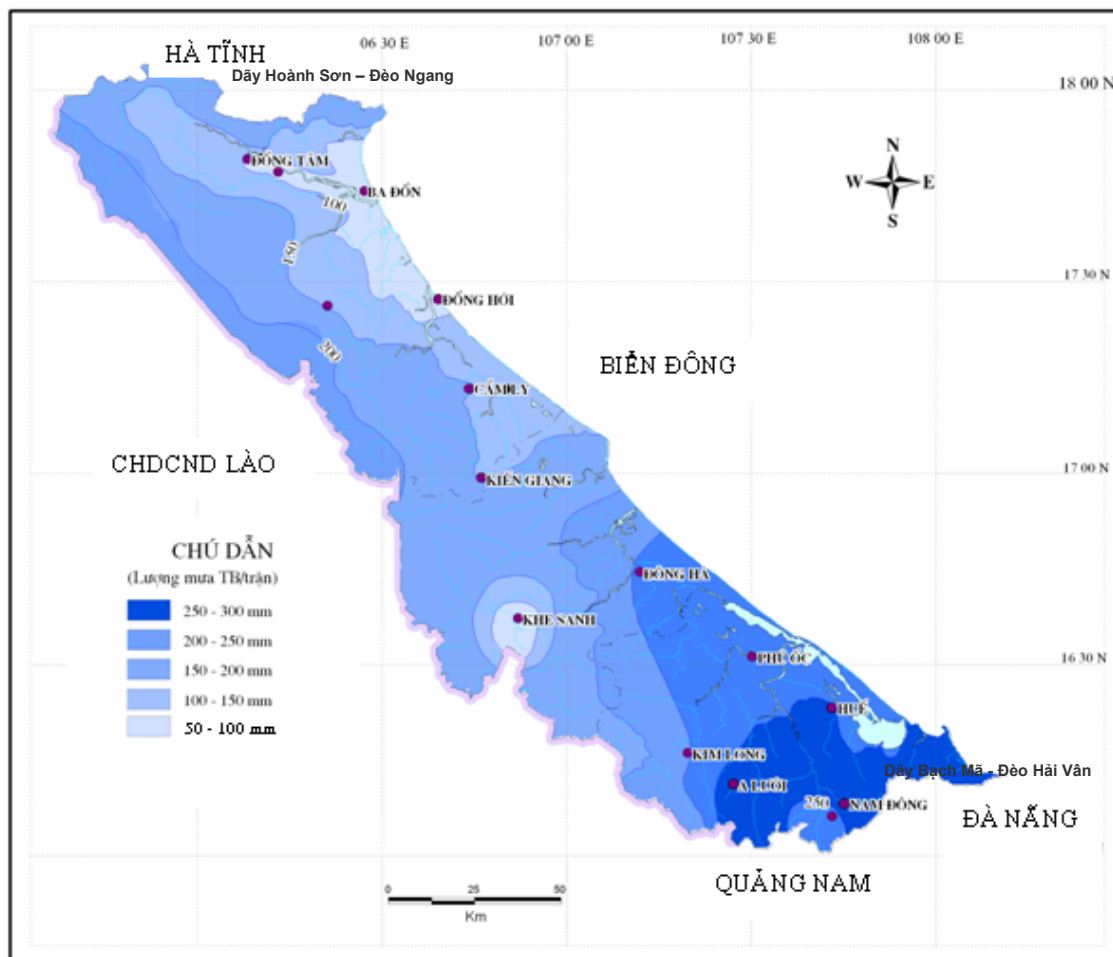 06 30 E
107 00 E
107 30 E
108 00 E
HÀ TĨNH
Dãy Hoành Sơn – Đèo Ngang
18 00 N
N
W E
S
ĐỒNG TÂM
BA ĐỒN
100
150
17 30 N
ĐỒNG HỚI
200
BIỂN ĐÔNG
CẨM LY
CHDCND LÀO
KIẾN GIANG
17 00 N
CHÚ DẪN
(Lượng mưa TB/trận)
250 - 300 mm
200 - 250 mm
150 - 200 mm
100 - 150 mm
50 - 100 mm
ĐÔNG HÀ
KHE SANH
PHÚ ỐC
16 30 N
HUẾ
KIM LONG
Dãy Bạch Mã - Đèo Hải Vân
A LƯỚI
250
NAM ĐÔNG
ĐÀ NẴNG
QUẢNG NAM
0 25 50
Km